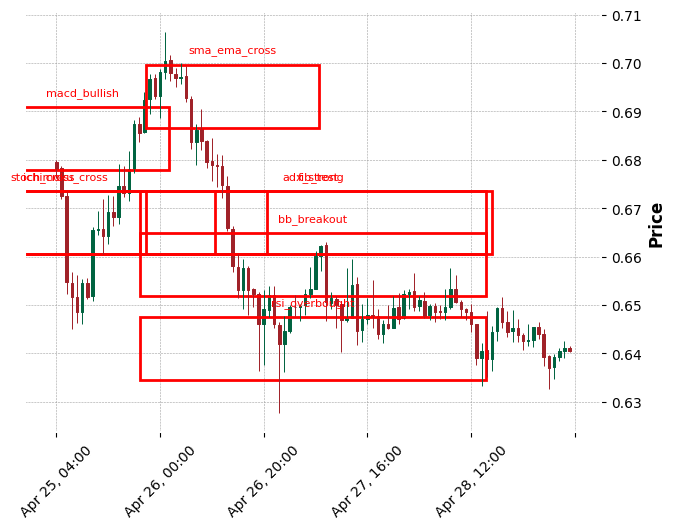 0.71
sma_ema_cross
0.70
macd_bullish
0.69
0.68
adx_strong
0.67
bb_breakout
Price
0.66
0.65
0.64
0.63
Apr 25, 04:00
Apr 26, 00:00
Apr 26, 20:00
Apr 27, 16:00
Apr 28, 12:00